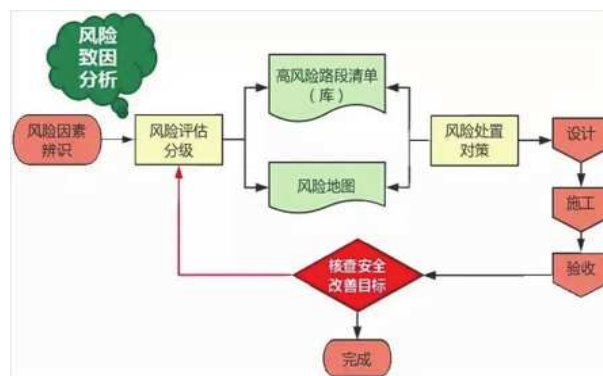 风险
致因
分析
风险因素
辨识
风险评估
分级
高风险路段清单
（库）
风险地图
风险处置
对策
设计
施工
验收
核查安全
改善目标
完成